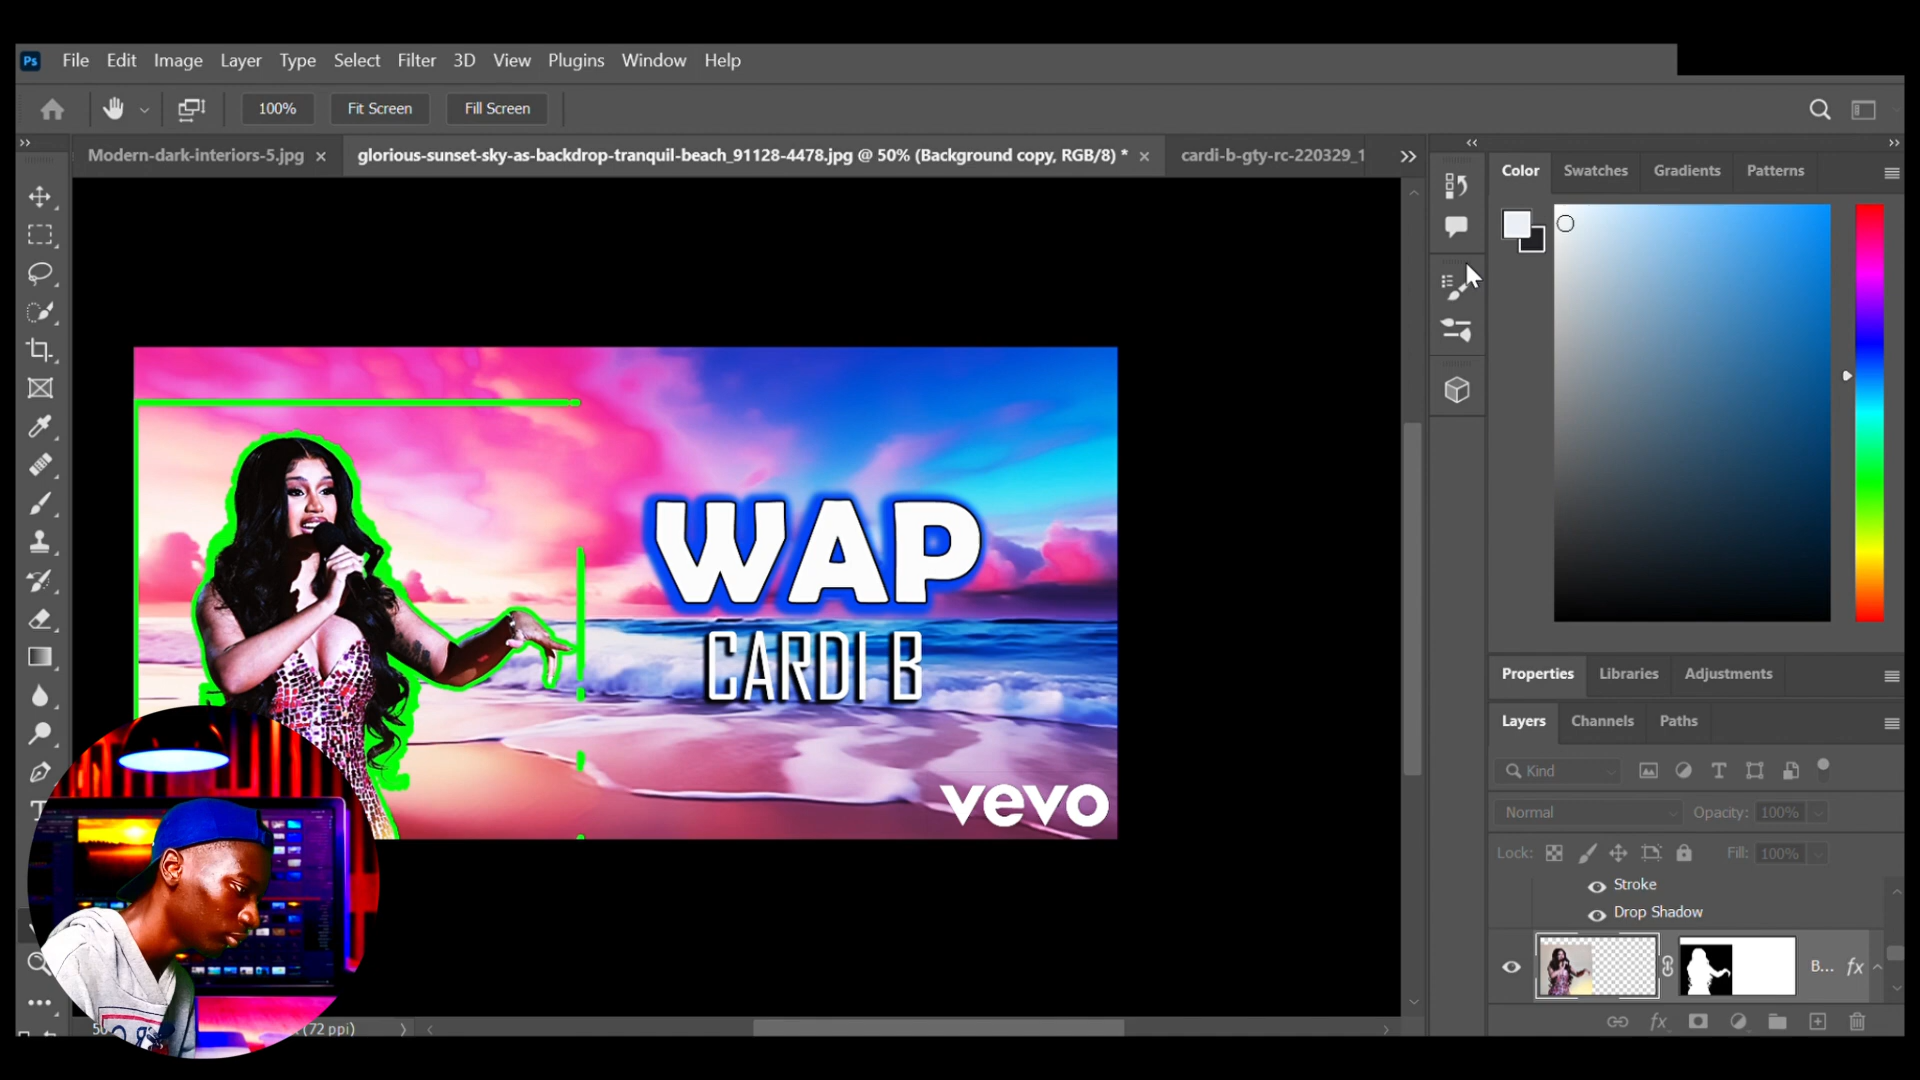 Ps File Edit Image Layer Type Select Filter 3D View Plugins Window Help
100% Fit Screen Fill Screen
Modern-dark-interiors-5.jpg × glorious-sunset-sky-as-backdrop-tranquil-beach_91128-4478.jpg @ 50% (Background copy, RGB/8) * × cardi-b-gty-rc-220329_1
Color Swatches Gradients Patterns
WAP
CARDI B
vevo
Properties Libraries Adjustments
Layers Channels Paths
Kind
Normal Opacity: 100%
Lock: Fill: 100%
Stroke
Drop Shadow
B... fx
fx
(72 ppi)